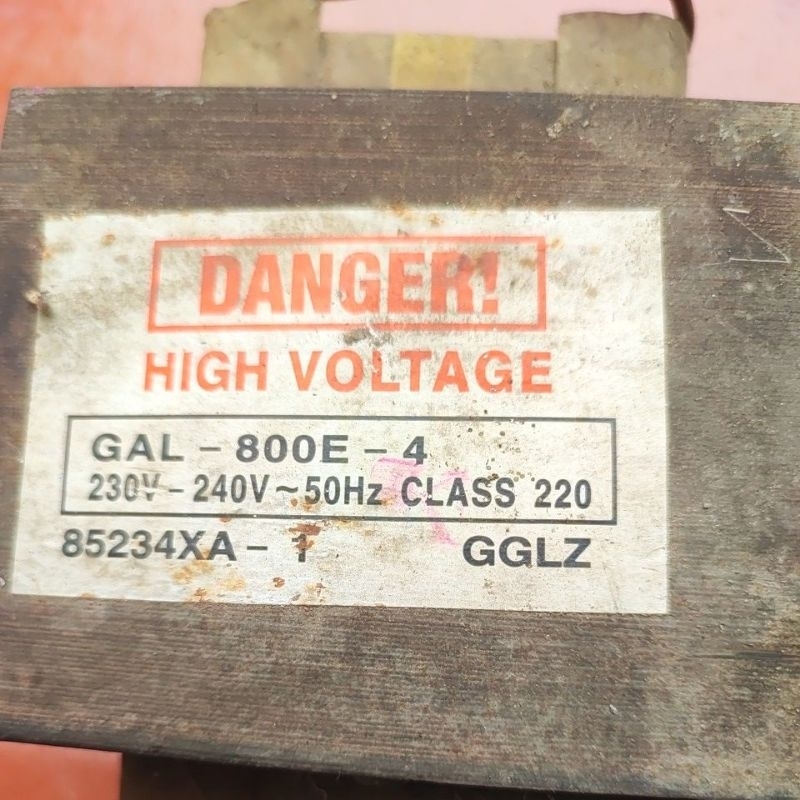 DANGER!
HIGH VOLTAGE
GAL - 800E - 4
230V - 240V ~ 50Hz CLASS 220
85234XA - 1 GGLZ